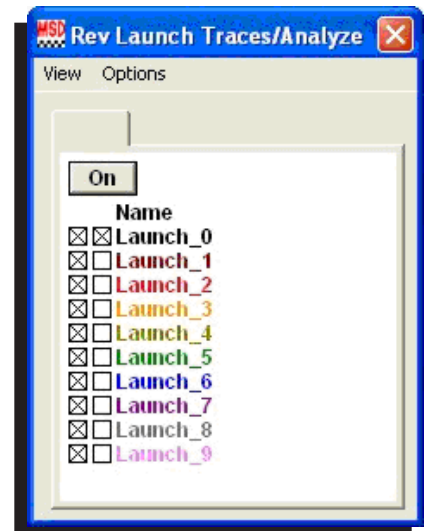 MSD Rev Launch Traces/Analyze
View Options
On
Name
Launch_0
Launch_1
Launch_2
Launch_3
Launch_4
Launch_5
Launch_6
Launch_7
Launch_8
Launch_9